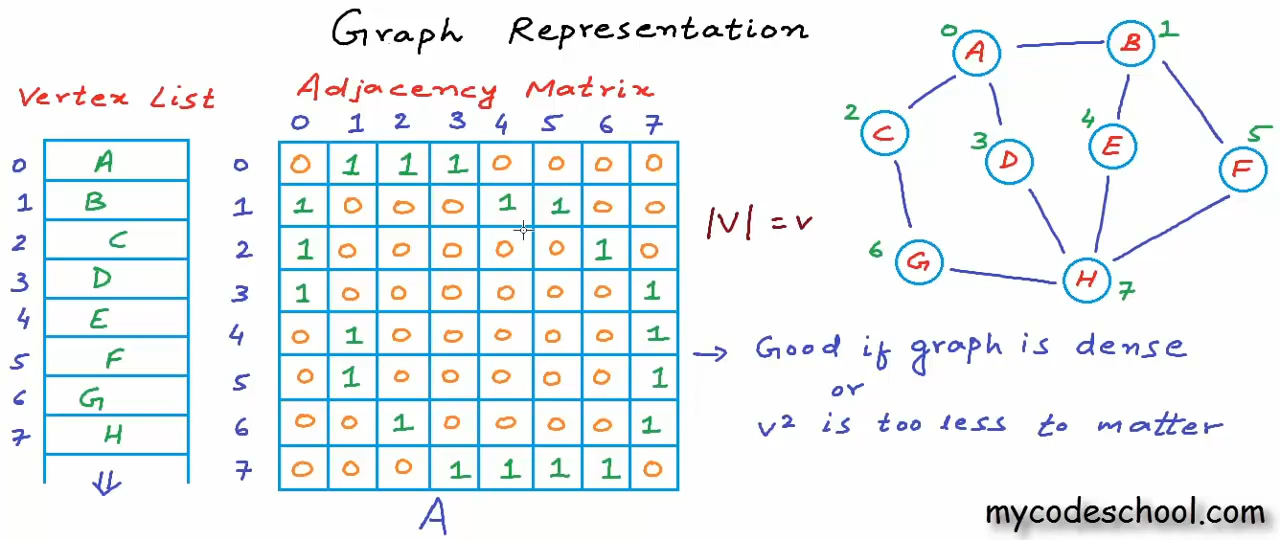 Graph Representation
Vertex List
0 A
1 B
2 C
3 D
4 E
5 F
6 G
7 H
Adjacency Matrix
0 1 2 3 4 5 6 7
0 0 1 1 1 0 0 0 0
1 1 0 0 0 1 1 0 0
2 1 0 0 0 0 0 1 0
3 1 0 0 0 0 0 0 1
4 0 1 0 0 0 0 0 1
5 0 1 0 0 0 0 0 1
6 0 0 1 0 0 0 0 1
7 0 0 0 1 1 1 1 0
A
0 A
B 1
2 C
3 D
4 E
5 F
6 G
H 7
|V| = v
→ Good if graph is dense
or
v² is too less to matter
mycodeschool.com